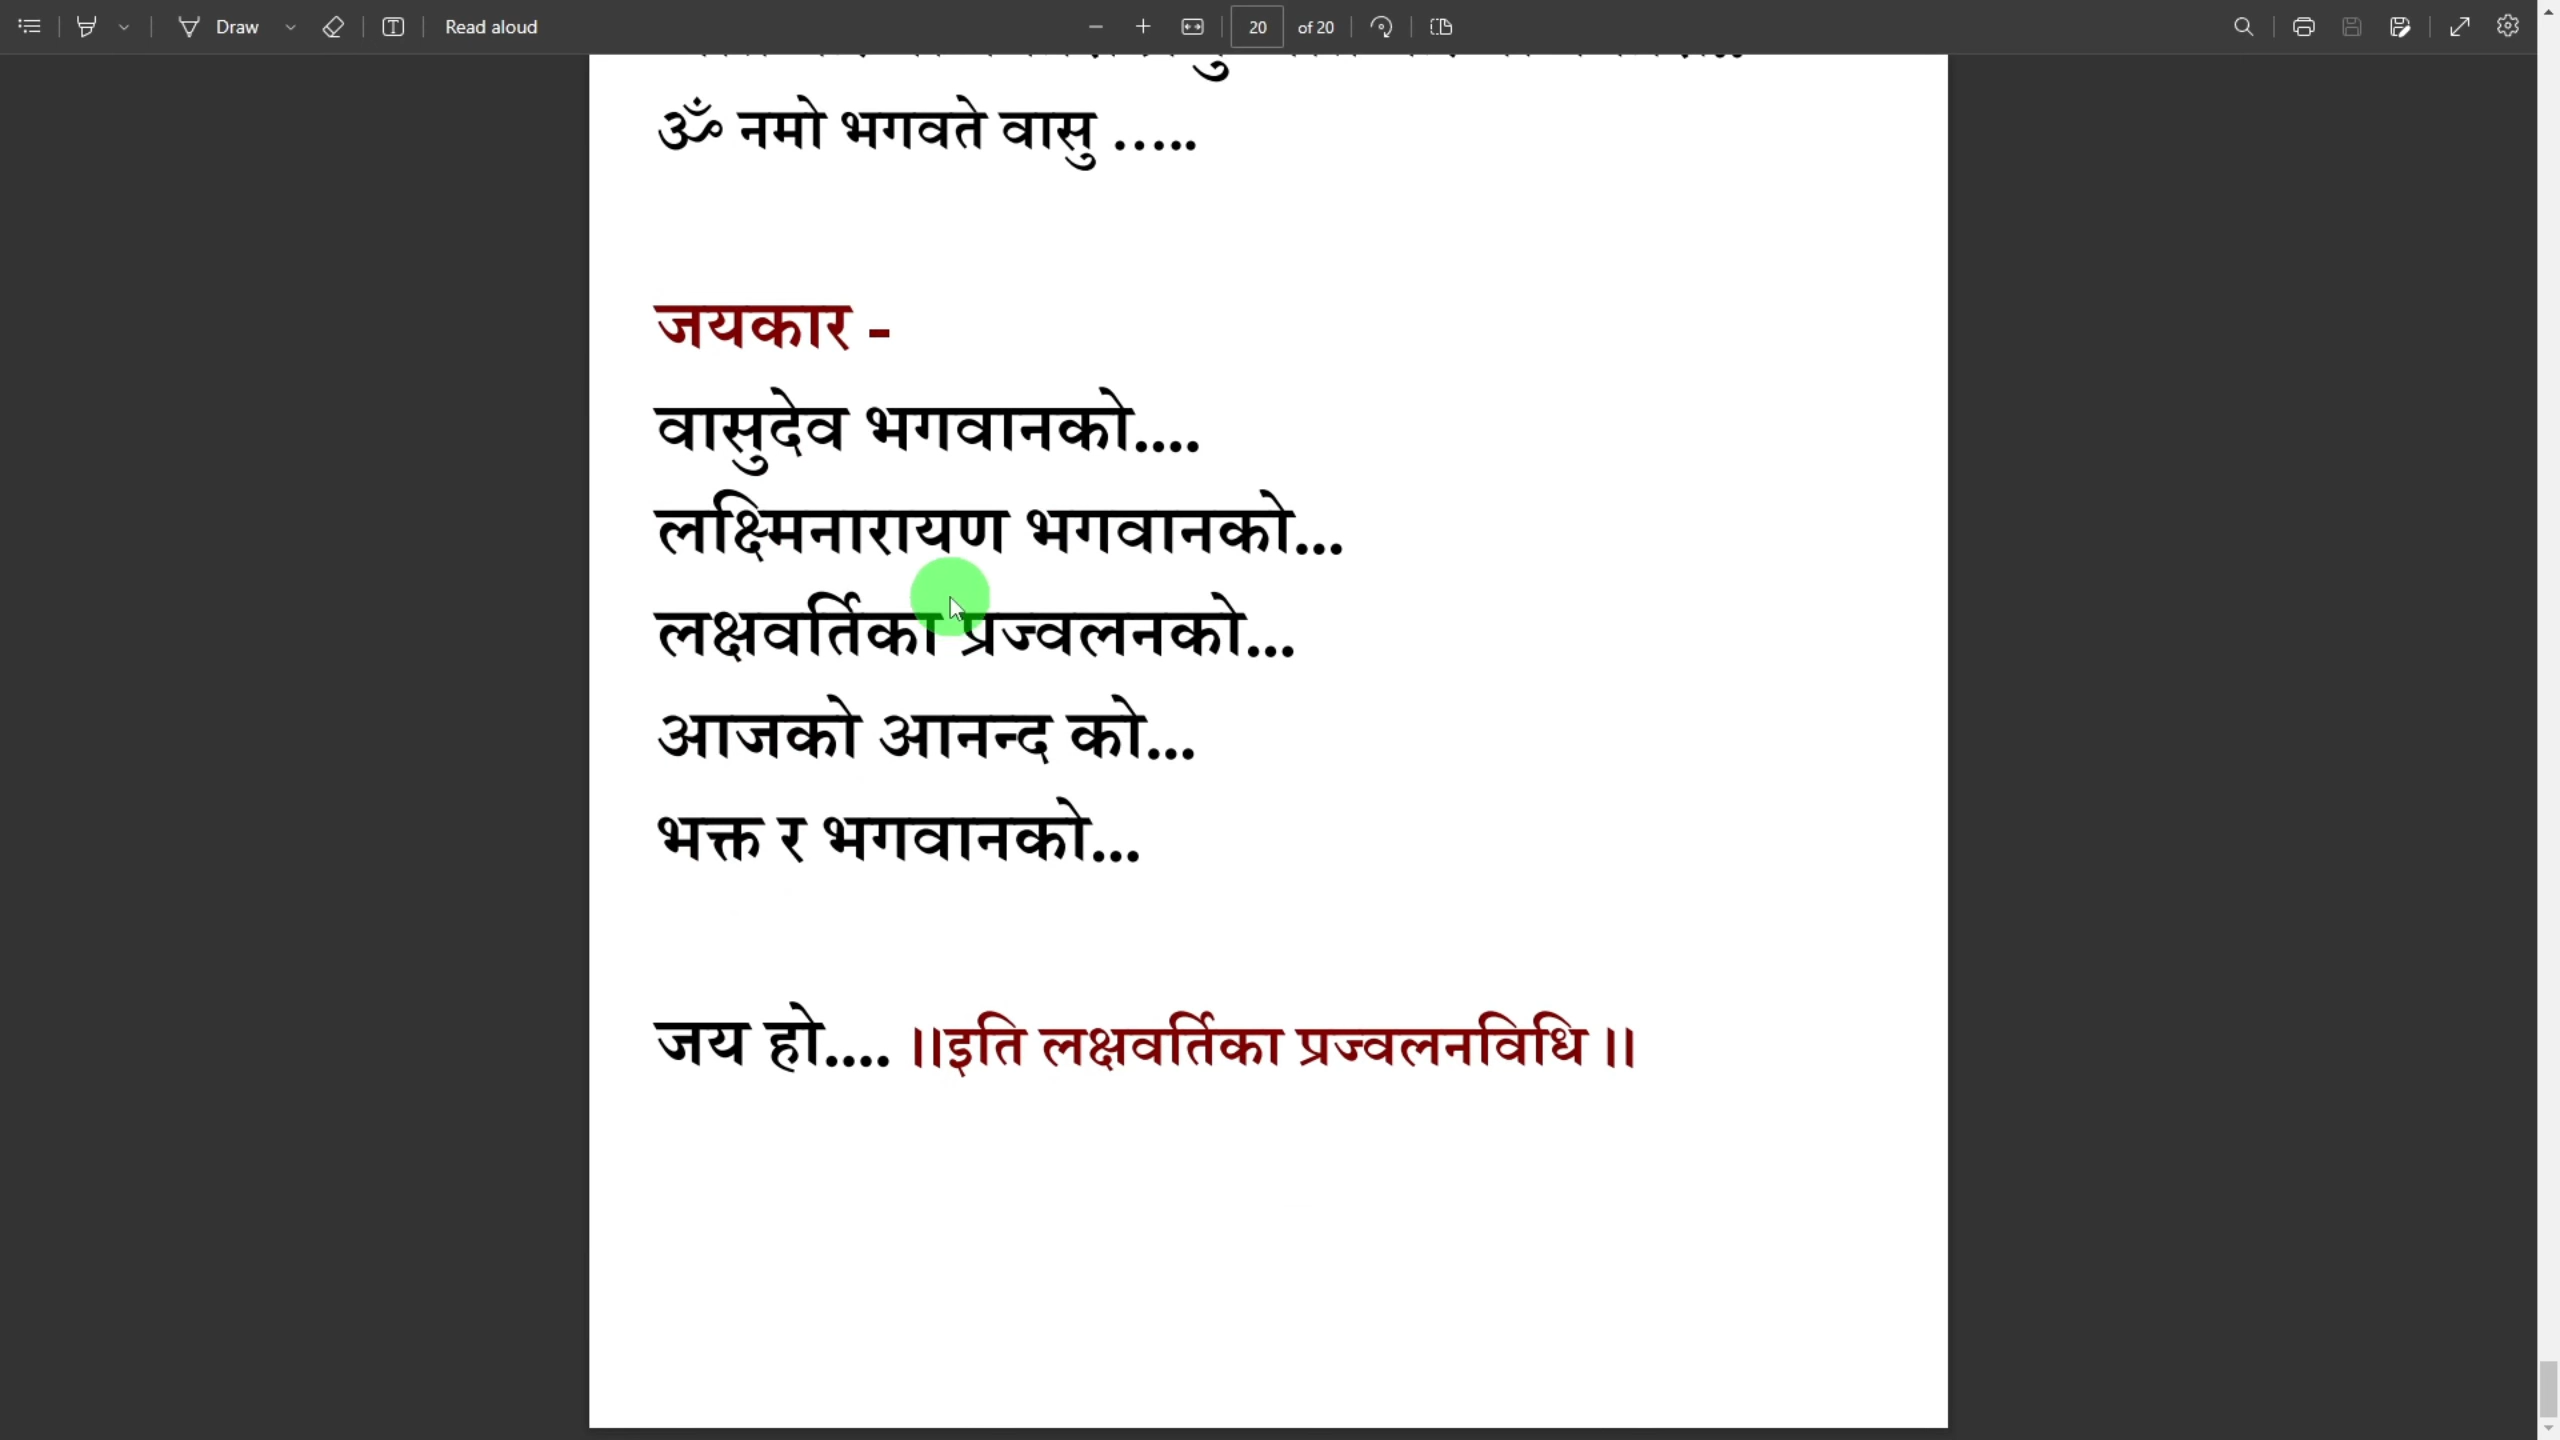 Draw Read aloud 20 of 20
ॐ नमो भगवते वासु .....
जयकार -
वासुदेव भगवानको....
लक्ष्मिनारायण भगवानको...
लक्षवर्तिका प्रज्वलनको...
आजको आनन्द को...
भक्त र भगवानको...
जय हो.... ।।इति लक्षवर्तिका प्रज्वलनविधि ।।